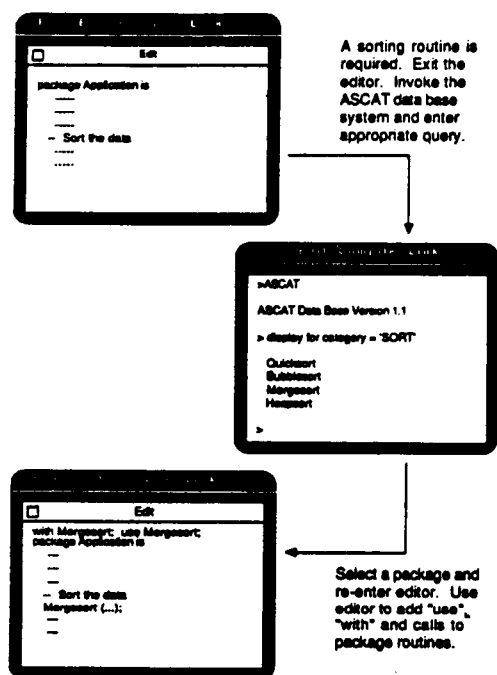 Edit
package Application is
-- Sort the data
A sorting routine is
required. Exit the
editor. Invoke the
ASCAT data base
system and enter
appropriate query.
>ASCAT
ASCAT Data Base Version 1.1
> display for category = 'SORT'
Quicksort
Bubblesort
Mergesort
Heapsort
>
Edit
with Mergesort; use Mergesort;
package Application is
-- Sort the data
Mergesort (...);
Select a package and
re-enter editor. Use
editor to add "use",
"with" and calls to
package routines.